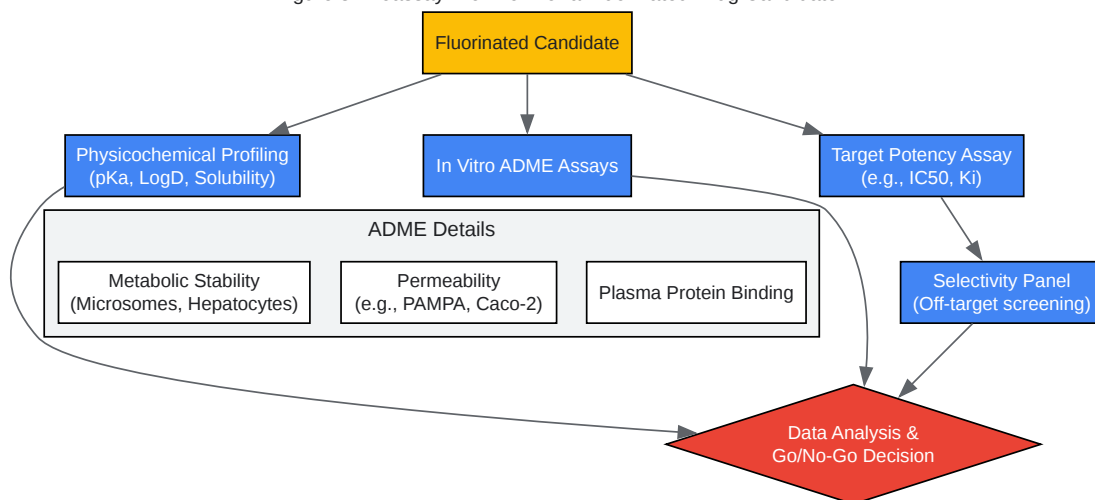 Fluorinated Candidate
Physicochemical Profiling
(pKa, LogD, Solubility)
In Vitro ADME Assays
Target Potency Assay
(e.g., IC50, Ki)
ADME Details
Metabolic Stability
(Microsomes, Hepatocytes)
Permeability
(e.g., PAMPA, Caco-2)
Plasma Protein Binding
Selectivity Panel
(Off-target screening)
Data Analysis &
Go/No-Go Decision